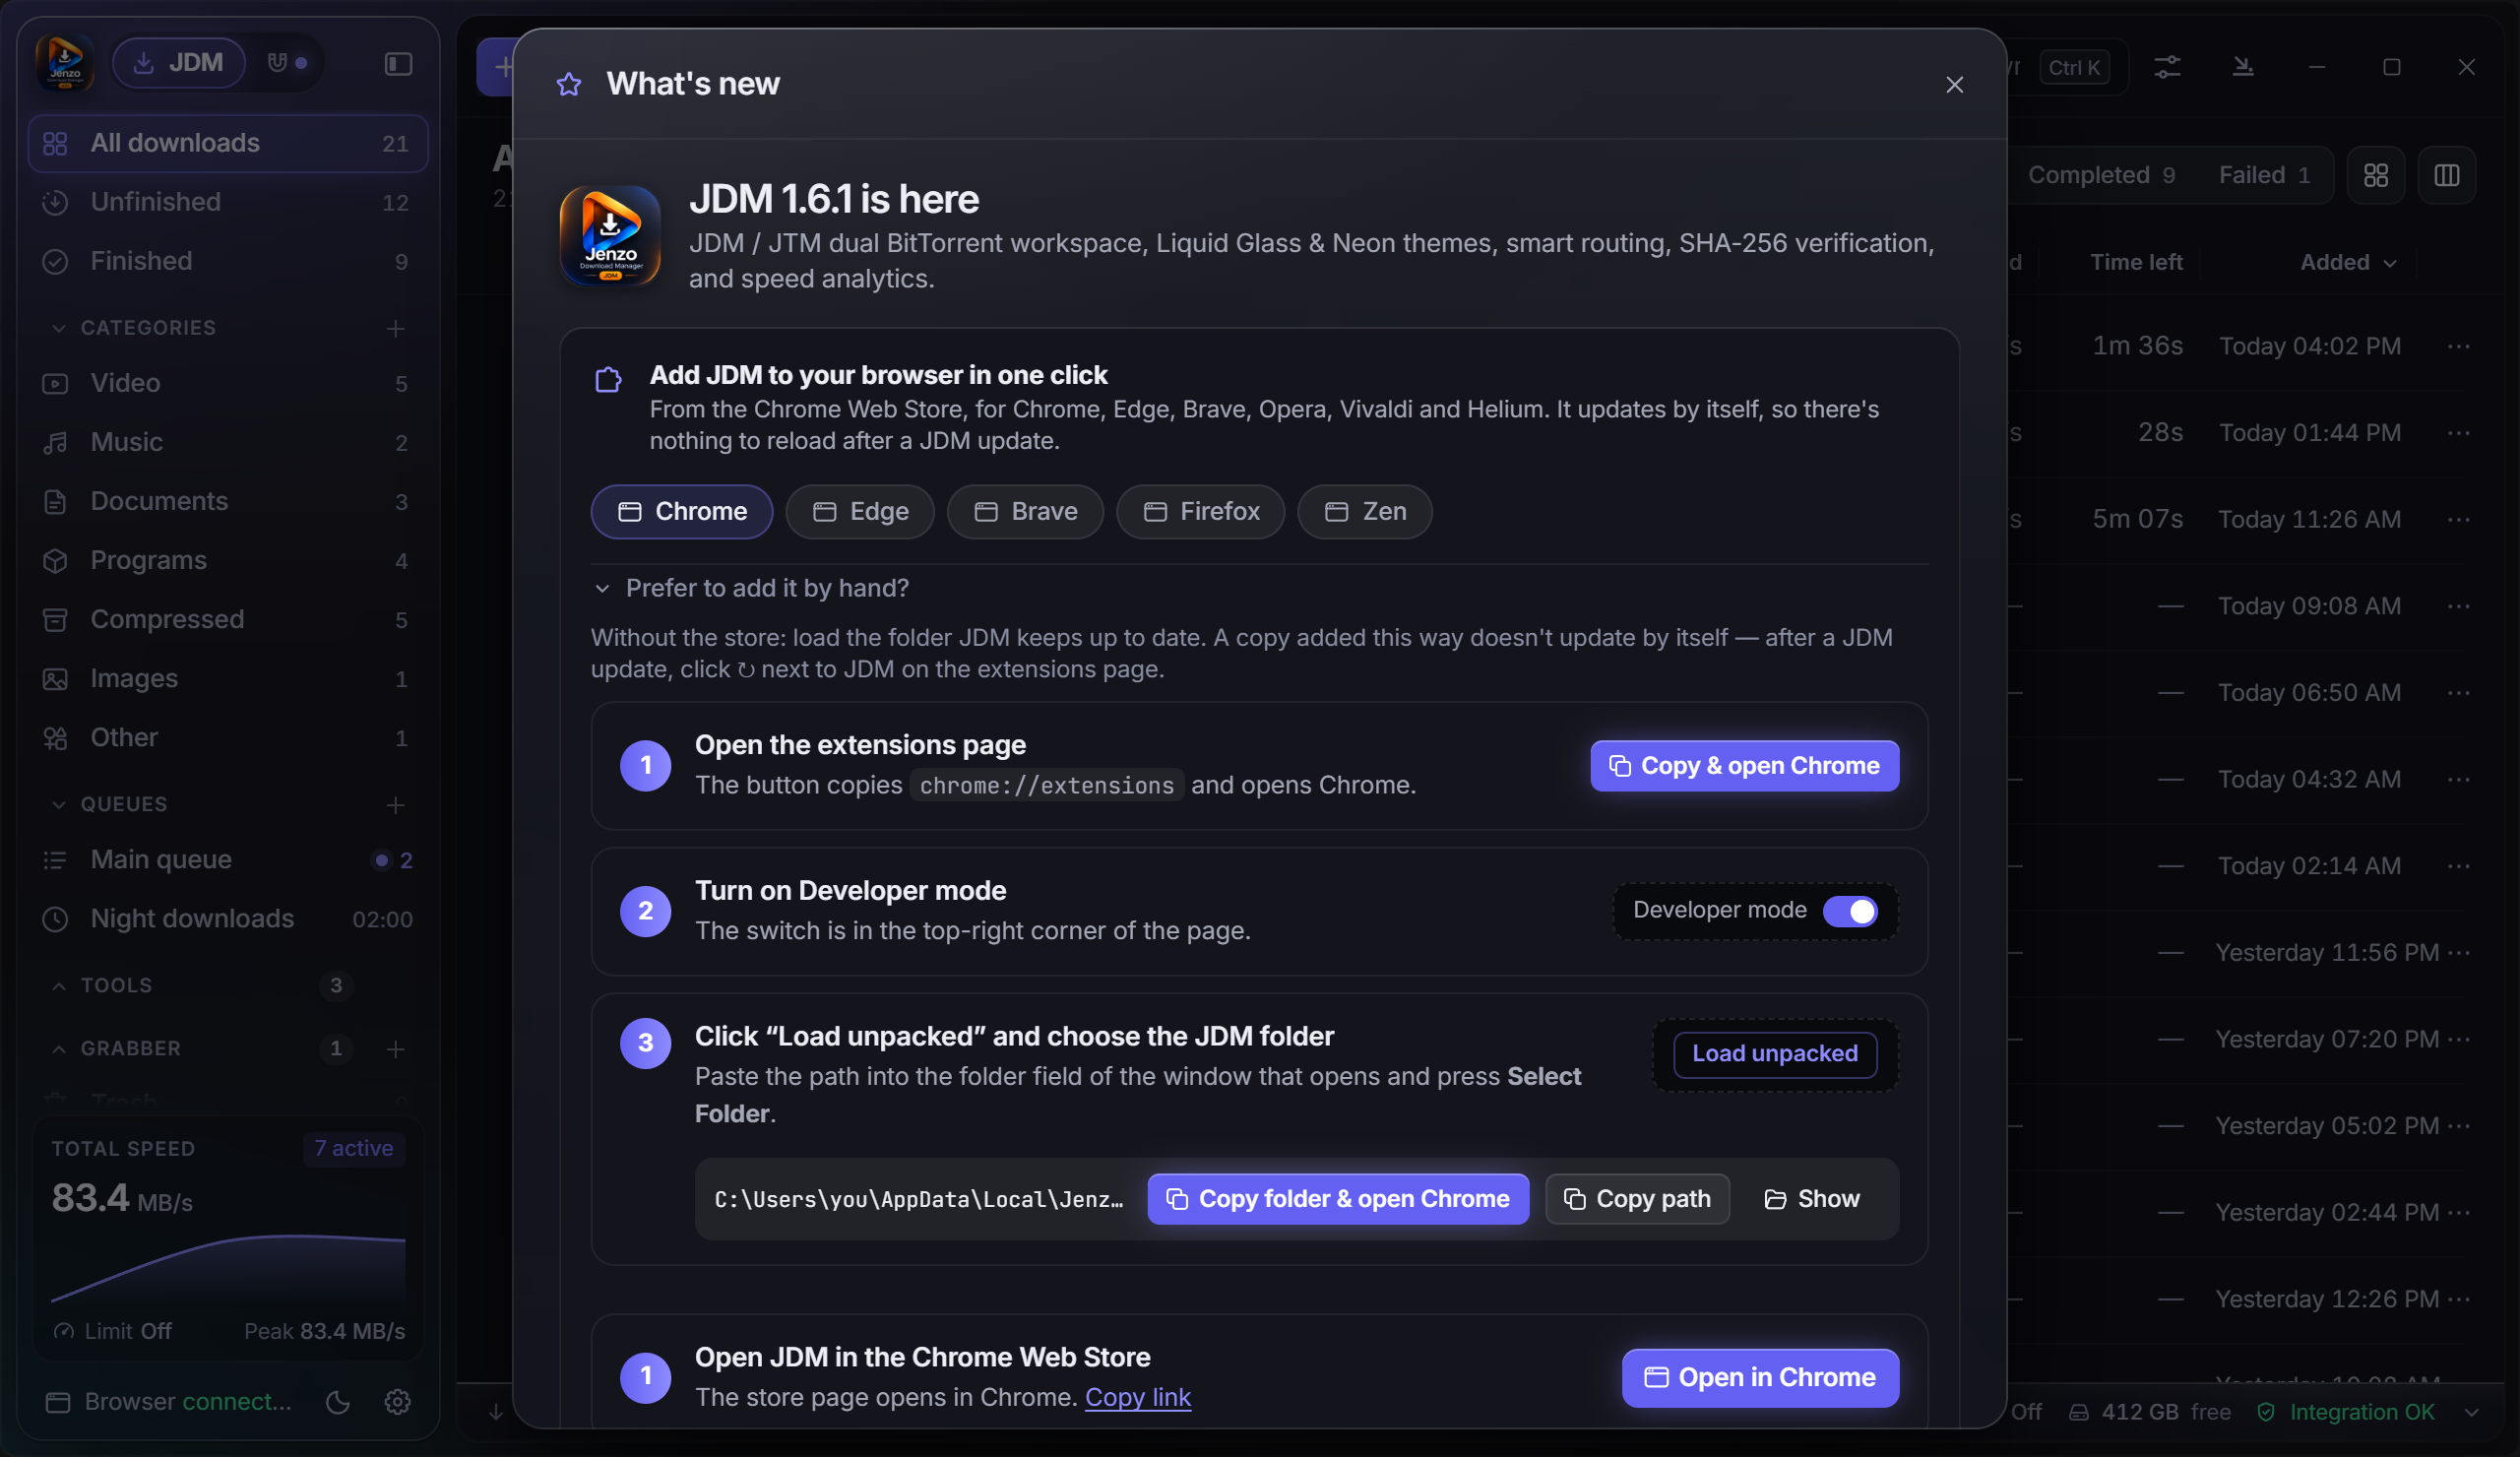 JDM
All downloads 21
Unfinished 12
Finished 9
CATEGORIES
Video 5
Music 2
Documents 3
Programs 4
Compressed 5
Images 1
Other 1
QUEUES
Main queue 2
Night downloads 02:00
TOOLS 3
GRABBER 1
Trash
TOTAL SPEED 7 active
83.4 MB/s
Limit Off Peak 83.4 MB/s
Browser connect...
What's new
JDM 1.6.1 is here
Jenzo
Download Manager
JDM
JDM / JTM dual BitTorrent workspace, Liquid Glass & Neon themes, smart routing, SHA-256 verification,
and speed analytics.
Add JDM to your browser in one click
From the Chrome Web Store, for Chrome, Edge, Brave, Opera, Vivaldi and Helium. It updates by itself, so there's
nothing to reload after a JDM update.
Chrome Edge Brave Firefox Zen
Prefer to add it by hand?
Without the store: load the folder JDM keeps up to date. A copy added this way doesn't update by itself — after a JDM
update, click ↻ next to JDM on the extensions page.
1 Open the extensions page
The button copies chrome://extensions and opens Chrome.
Copy & open Chrome
2 Turn on Developer mode
The switch is in the top-right corner of the page.
Developer mode
3 Click “Load unpacked” and choose the JDM folder
Paste the path into the folder field of the window that opens and press Select
Folder.
Load unpacked
C:\Users\you\AppData\Local\Jenz… Copy folder & open Chrome Copy path Show
1 Open JDM in the Chrome Web Store
The store page opens in Chrome. Copy link
Open in Chrome
Ctrl K
Completed 9 Failed 1
Time left Added
1m 36s Today 04:02 PM
28s Today 01:44 PM
5m 07s Today 11:26 AM
— Today 09:08 AM
— Today 06:50 AM
— Today 04:32 AM
— Today 02:14 AM
— Yesterday 11:56 PM
— Yesterday 07:20 PM
— Yesterday 05:02 PM
— Yesterday 02:44 PM
— Yesterday 12:26 PM
Off 412 GB free Integration OK